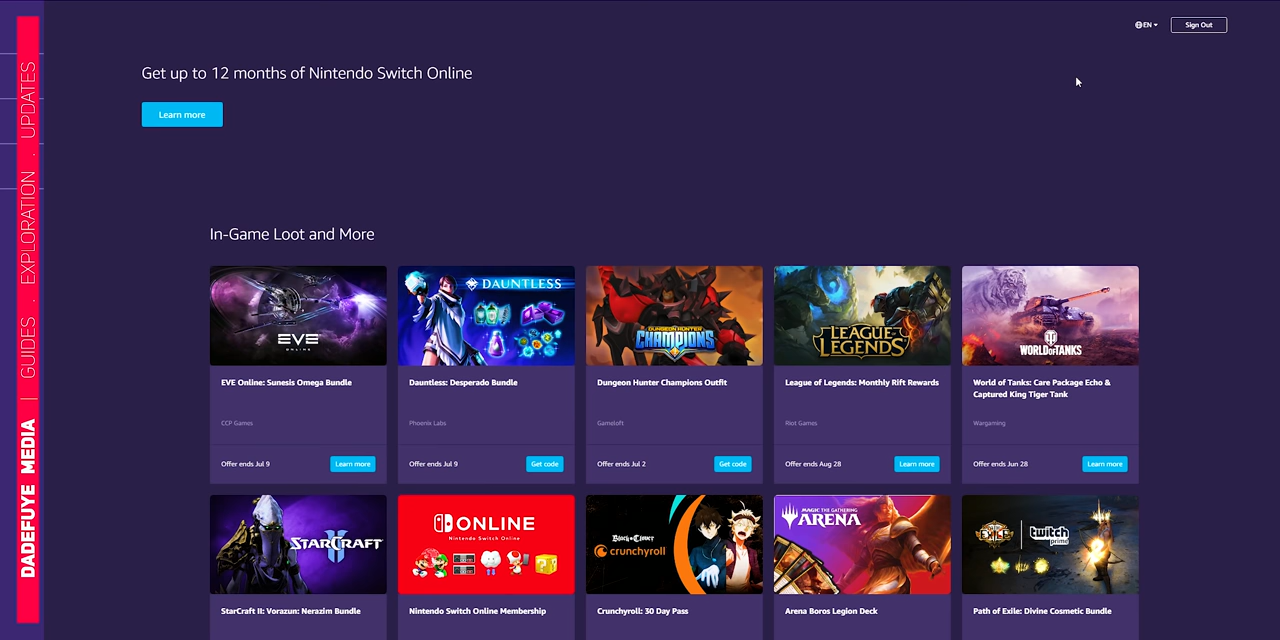 EN
Sign Out
Get up to 12 months of Nintendo Switch Online
Learn more
DADEFUYE MEDIA | GUIDES . EXPLORATION . UPDATES
In-Game Loot and More
EVE
ONLINE
EVE Online: Sunesis Omega Bundle
CCP Games
Offer ends Jul 9
Learn more
DAUNTLESS
Dauntless: Desperado Bundle
Phoenix Labs
Offer ends Jul 9
Get code
DUNGEON HUNTER
CHAMPIONS
Dungeon Hunter Champions Outfit
Gameloft
Offer ends Jul 2
Get code
LEAGUE
OF
LEGENDS
League of Legends: Monthly Rift Rewards
Riot Games
Offer ends Aug 28
Learn more
WORLD OF TANKS
World of Tanks: Care Package Echo &
Captured King Tiger Tank
Wargaming
Offer ends Jun 28
Learn more
STARCRAFT
II
StarCraft II: Vorazun: Nerazim Bundle
ONLINE
Nintendo Switch Online
Nintendo Switch Online Membership
Black Clover
crunchyroll
Crunchyroll: 30 Day Pass
MAGIC THE GATHERING
ARENA
Arena Boros Legion Deck
EXILE
twitch
prime
Path of Exile: Divine Cosmetic Bundle